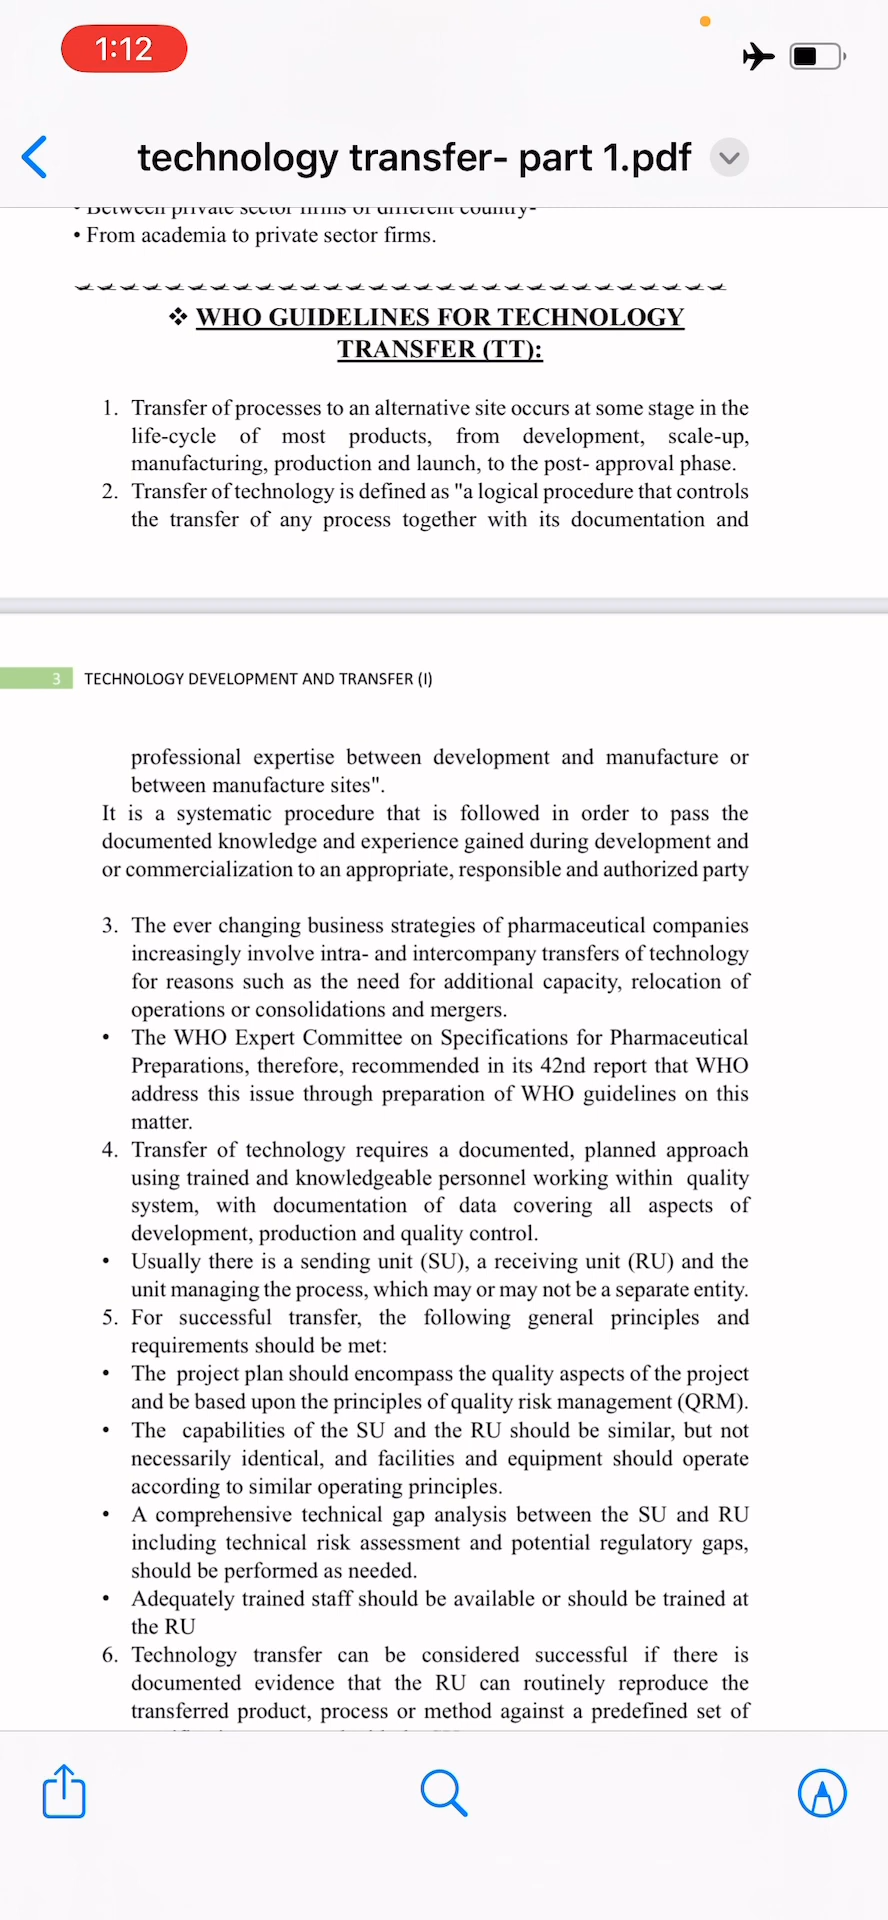 1:12
technology transfer- part 1.pdf
• Between private sector firms of different country-
• From academia to private sector firms.
❖ WHO GUIDELINES FOR TECHNOLOGY
TRANSFER (TT):
1. Transfer of processes to an alternative site occurs at some stage in the
life-cycle of most products, from development, scale-up,
manufacturing, production and launch, to the post- approval phase.
2. Transfer of technology is defined as "a logical procedure that controls
the transfer of any process together with its documentation and
3 TECHNOLOGY DEVELOPMENT AND TRANSFER (I)
professional expertise between development and manufacture or
between manufacture sites".
It is a systematic procedure that is followed in order to pass the
documented knowledge and experience gained during development and
or commercialization to an appropriate, responsible and authorized party
3. The ever changing business strategies of pharmaceutical companies
increasingly involve intra- and intercompany transfers of technology
for reasons such as the need for additional capacity, relocation of
operations or consolidations and mergers.
• The WHO Expert Committee on Specifications for Pharmaceutical
Preparations, therefore, recommended in its 42nd report that WHO
address this issue through preparation of WHO guidelines on this
matter.
4. Transfer of technology requires a documented, planned approach
using trained and knowledgeable personnel working within quality
system, with documentation of data covering all aspects of
development, production and quality control.
• Usually there is a sending unit (SU), a receiving unit (RU) and the
unit managing the process, which may or may not be a separate entity.
5. For successful transfer, the following general principles and
requirements should be met:
• The project plan should encompass the quality aspects of the project
and be based upon the principles of quality risk management (QRM).
• The capabilities of the SU and the RU should be similar, but not
necessarily identical, and facilities and equipment should operate
according to similar operating principles.
• A comprehensive technical gap analysis between the SU and RU
including technical risk assessment and potential regulatory gaps,
should be performed as needed.
• Adequately trained staff should be available or should be trained at
the RU
6. Technology transfer can be considered successful if there is
documented evidence that the RU can routinely reproduce the
transferred product, process or method against a predefined set of